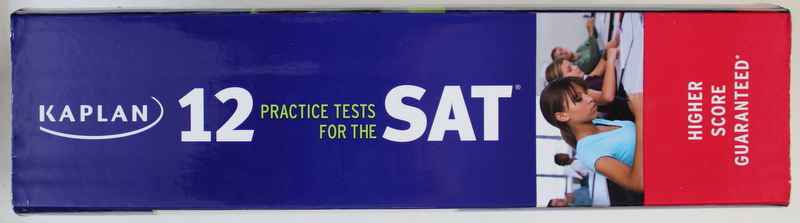 KAPLAN
12
PRACTICE TESTS
FOR THE
SAT®
HIGHER
SCORE
GUARANTEED*